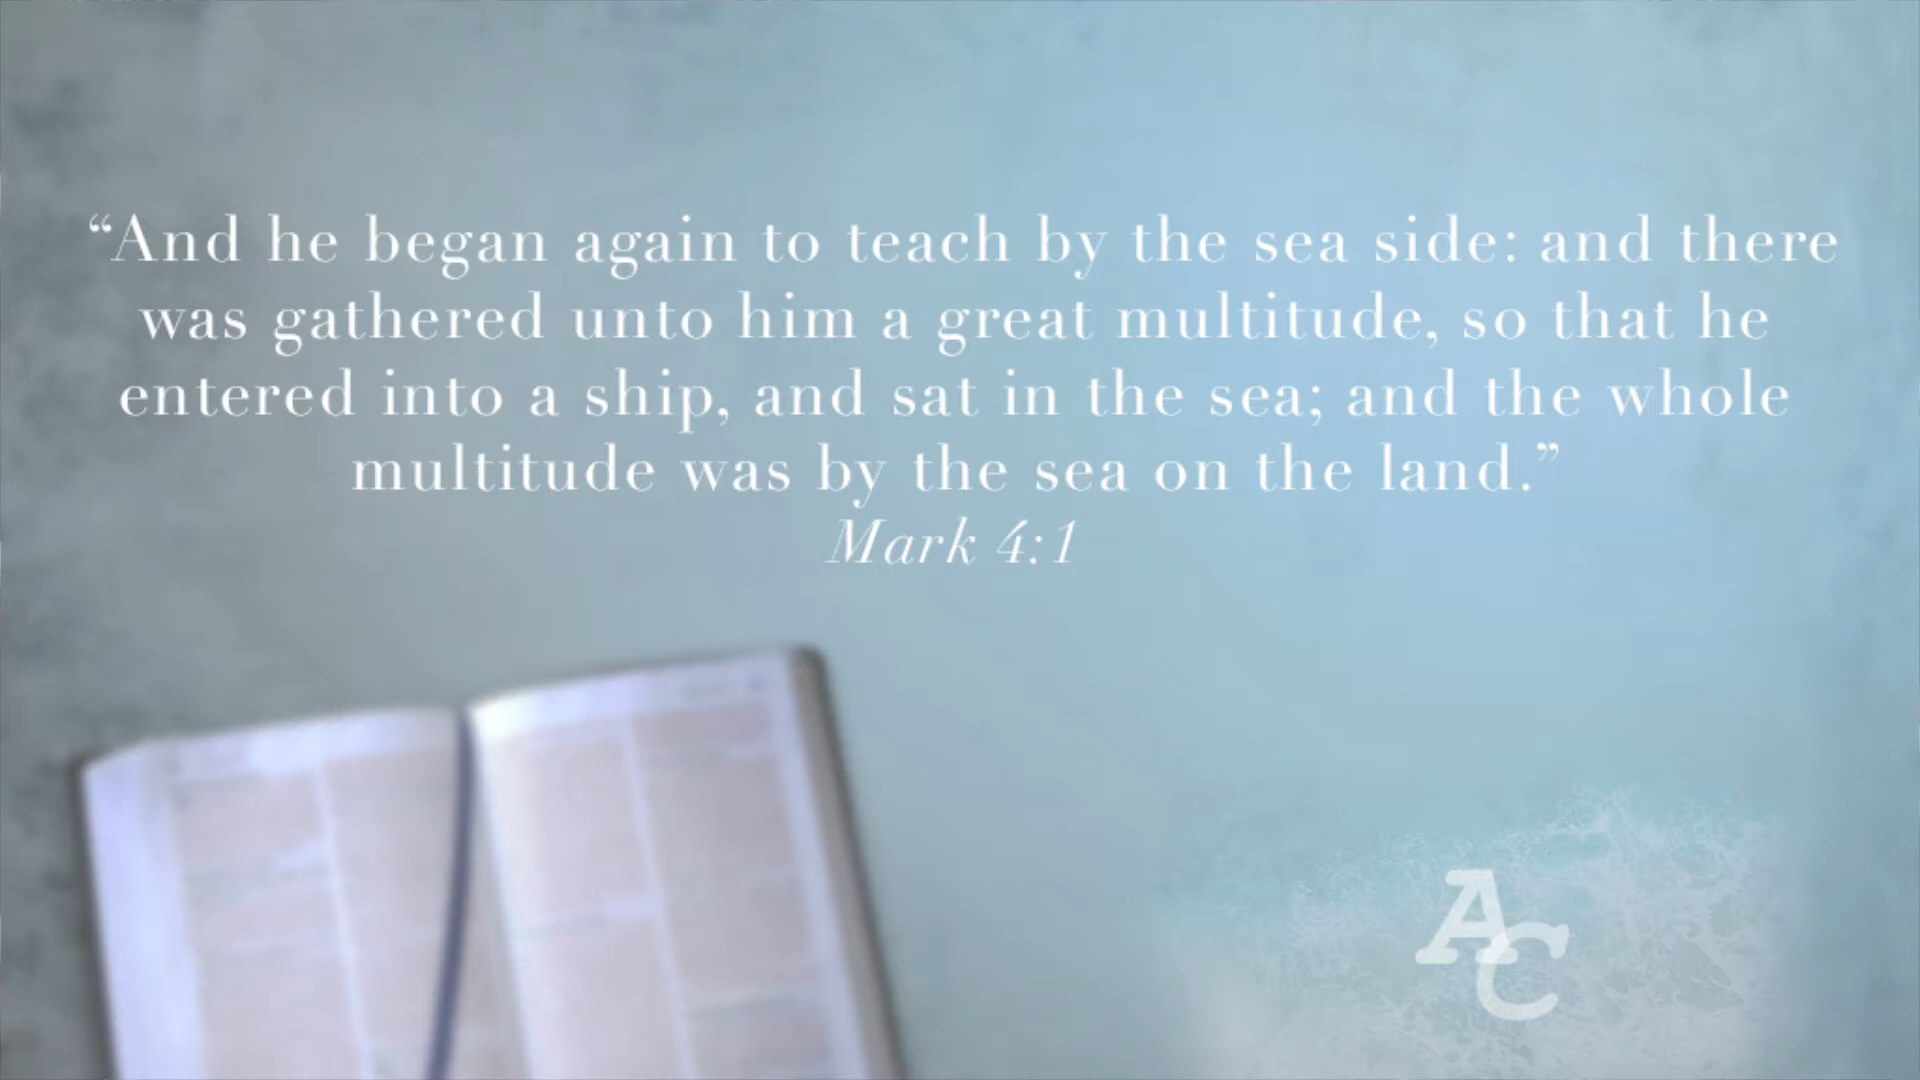 “And he began again to teach by the sea side: and there
was gathered unto him a great multitude, so that he
entered into a ship, and sat in the sea; and the whole
multitude was by the sea on the land.”
Mark 4:1
AC